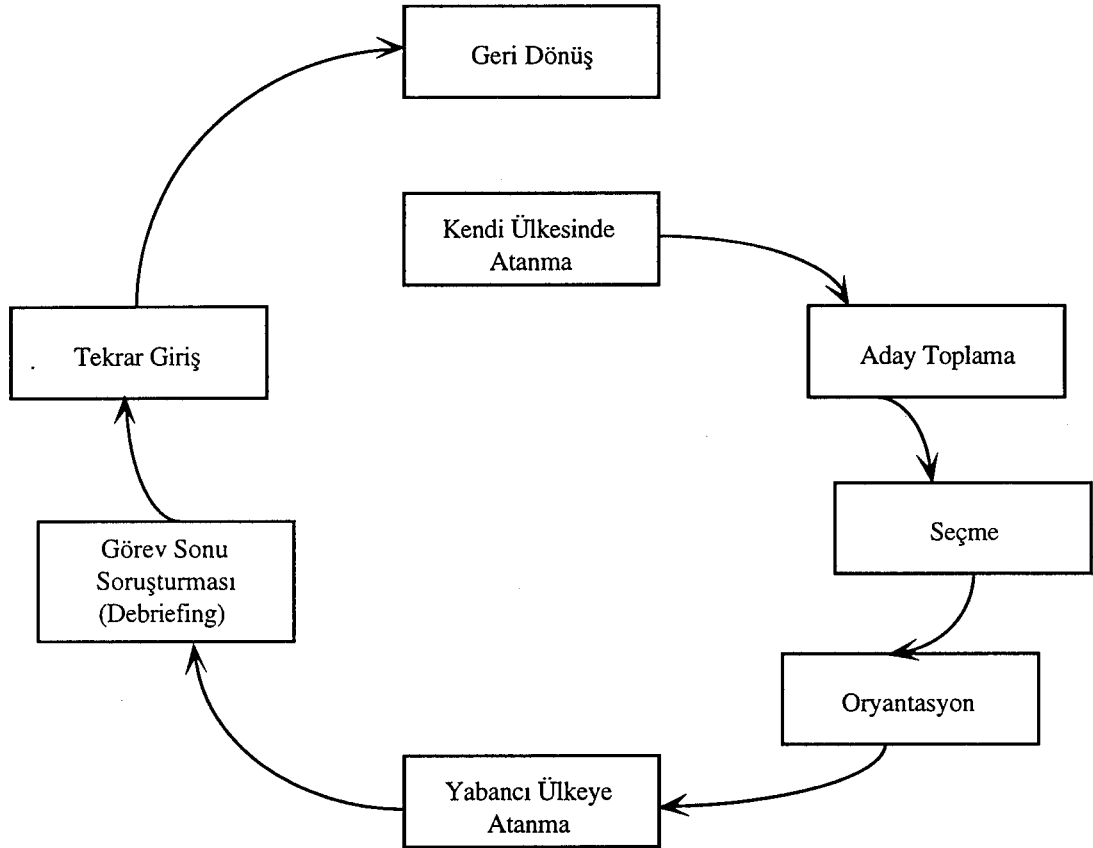 Geri Dönüş
Kendi Ülkesinde
Atanma
Aday Toplama
Seçme
Oryantasyon
Yabancı Ülkeye
Atanma
Görev Sonu
Soruşturması
(Debriefing)
Tekrar Giriş